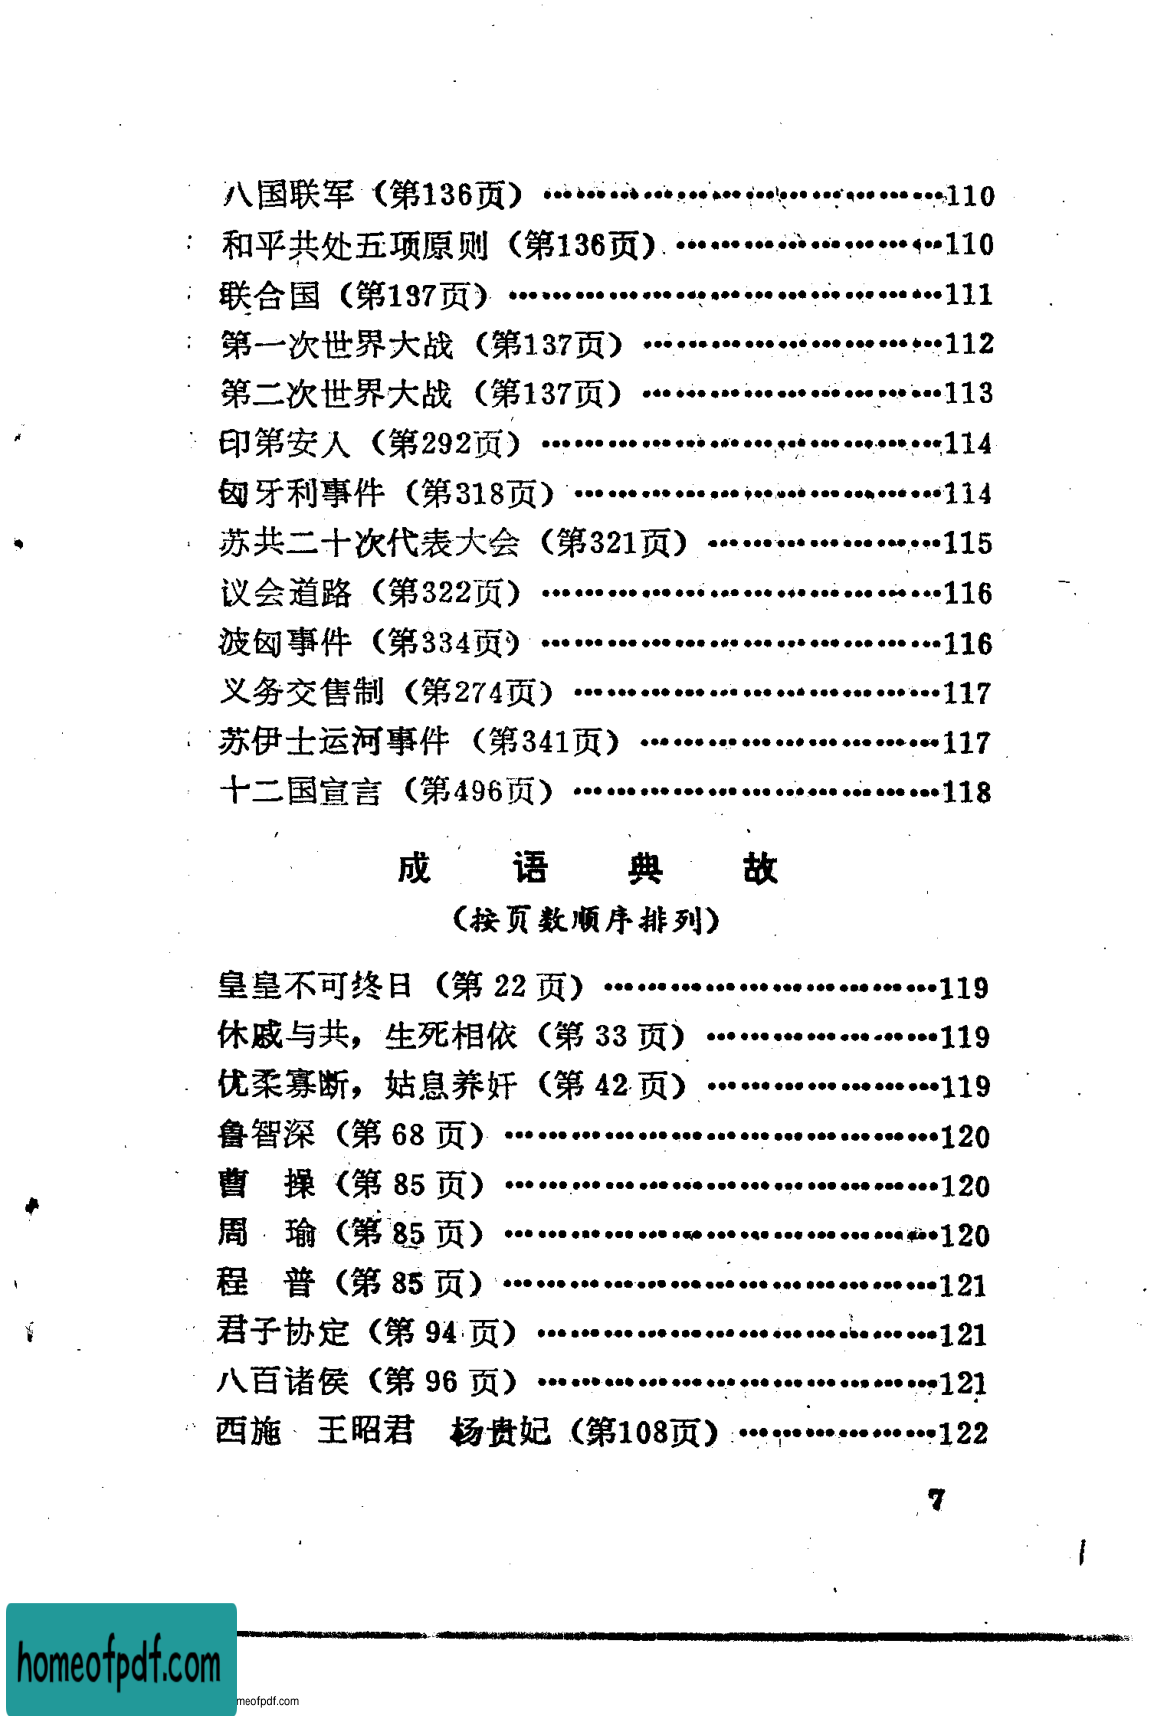 八国联军（第136页）…………………………………110
和平共处五项原则（第136页）……………………110
联合国（第137页）……………………………………111
第一次世界大战（第137页）………………………112
第二次世界大战（第137页）………………………113
印第安人（第292页）…………………………………114
匈牙利事件（第318页）………………………………114
苏共二十次代表大会（第321页）…………………115
议会道路（第322页）…………………………………116
波匈事件（第334页）…………………………………116
义务交售制（第274页）………………………………117
苏伊士运河事件（第341页）………………………117
十二国宣言（第496页）………………………………118
成语典故
（按页数顺序排列）
皇皇不可终日（第 22 页）…………………………119
休戚与共，生死相依（第 33 页）…………………119
优柔寡断，姑息养奸（第 42 页）…………………119
鲁智深（第 68 页）……………………………………120
曹　操（第 85 页）……………………………………120
周　瑜（第 85 页）……………………………………120
程　普（第 85 页）……………………………………121
君子协定（第 94 页）…………………………………121
八百诸侯（第 96 页）…………………………………121
西施　王昭君　杨贵妃（第108页）………………122
7
homeofpdf.com
meofpdf.com